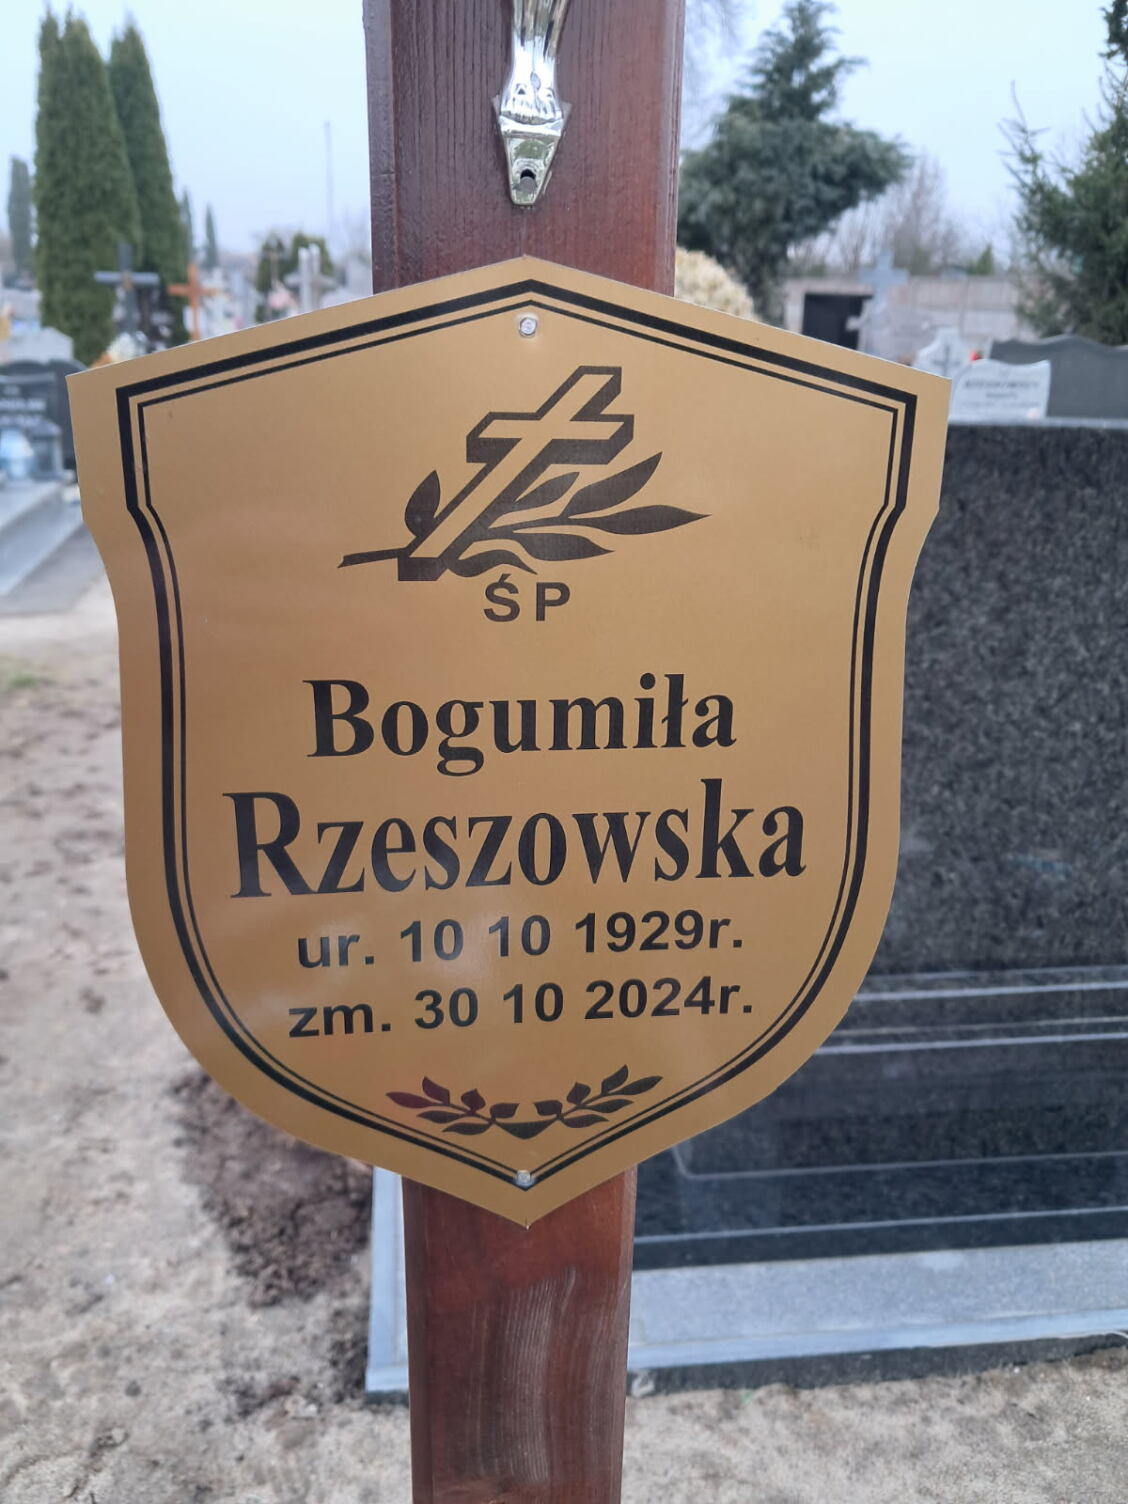 ŚP
Bogumiła
Rzeszowska
ur. 10 10 1929r.
zm. 30 10 2024r.